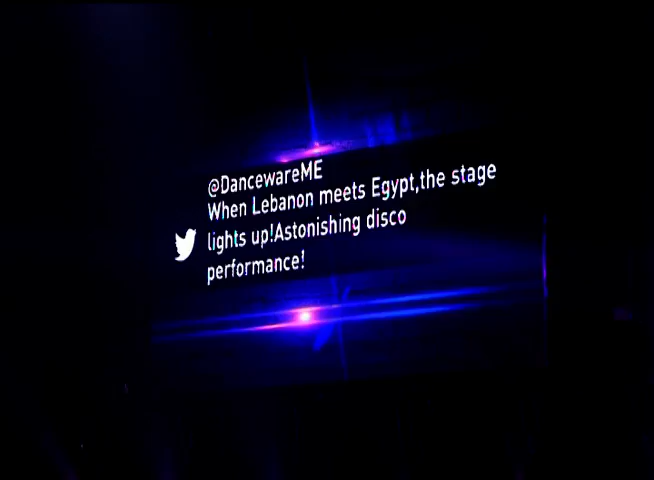 @DancewareME
When Lebanon meets Egypt,the stage
lights up!Astonishing disco
performance!